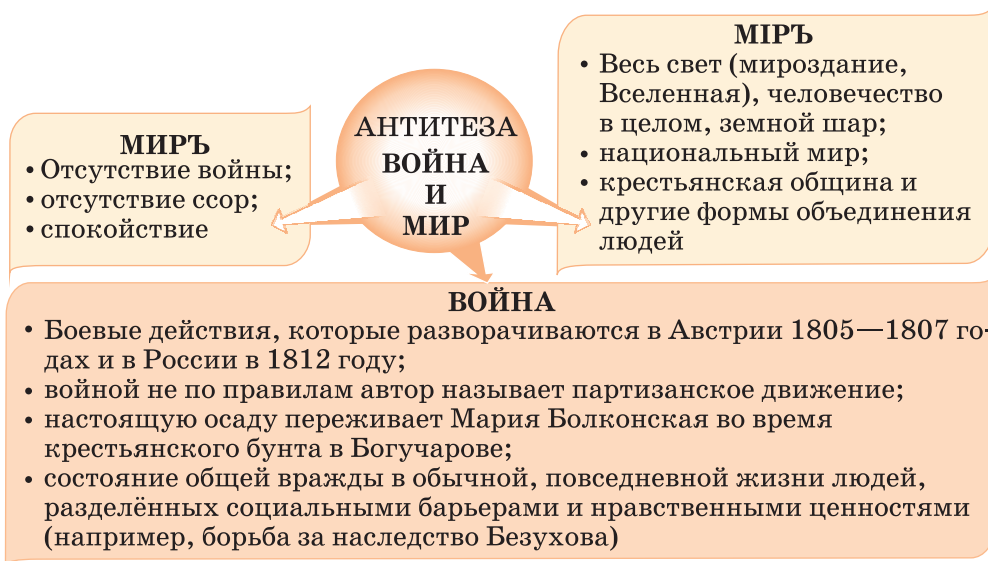 МИРЪ
• Отсутствие войны;
• отсутствие ссор;
• спокойствие
АНТИТЕЗА
ВОЙНА
И
МИР
МІРЪ
• Весь свет (мироздание,
Вселенная), человечество
в целом, земной шар;
• национальный мир;
• крестьянская община и
другие формы объединения
людей
ВОЙНА
• Боевые действия, которые разворачиваются в Австрии 1805—1807 го-
дах и в России в 1812 году;
• войной не по правилам автор называет партизанское движение;
• настоящую осаду переживает Мария Болконская во время
крестьянского бунта в Богучарове;
• состояние общей вражды в обычной, повседневной жизни людей,
разделённых социальными барьерами и нравственными ценностями
(например, борьба за наследство Безухова)